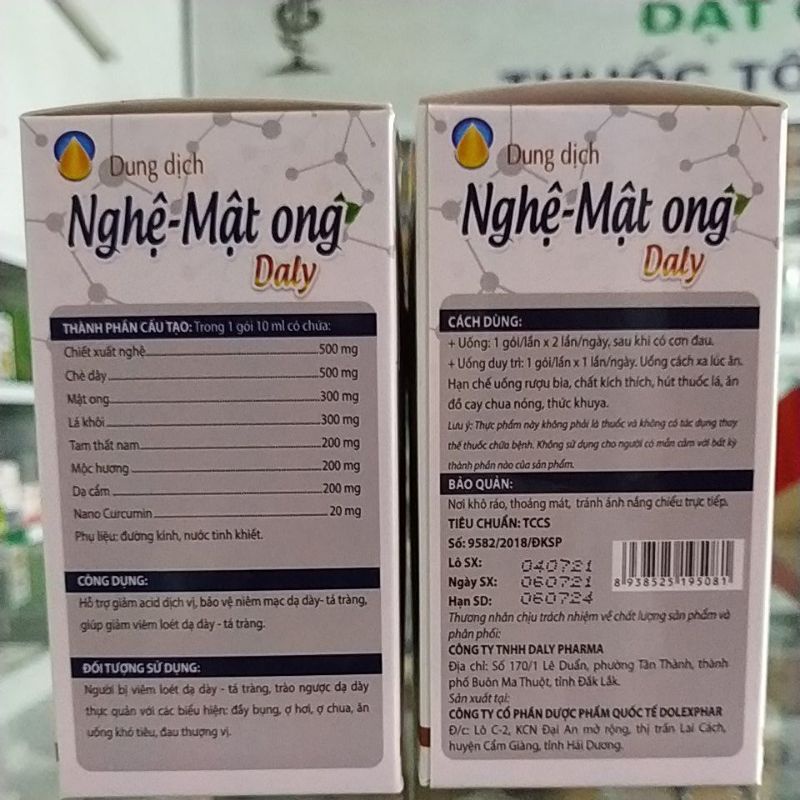 ĐẠT
THUỐC TÔ
Dung dịch
Nghệ-Mật ong
Daly
THÀNH PHẦN CẤU TẠO: Trong 1 gói 10 ml có chứa:
Chiết xuất nghệ 500 mg
Chè dây 500 mg
Mật ong 300 mg
Lá khôi 300 mg
Tam thất nam 200 mg
Mộc hương 200 mg
Dạ cẩm 200 mg
Nano Curcumin 20 mg
Phụ liệu: đường kính, nước tinh khiết.
CÔNG DỤNG:
Hỗ trợ giảm acid dịch vị, bảo vệ niêm mạc dạ dày- tá tràng,
giúp giảm viêm loét dạ dày - tá tràng.
ĐỐI TƯỢNG SỬ DỤNG:
Người bị viêm loét dạ dày - tá tràng, trào ngược dạ dày
thực quản với các biểu hiện: đầy bụng, ợ hơi, ợ chua, ăn
uống khó tiêu, đau thượng vị.
Dung dịch
Nghệ-Mật ong
Daly
CÁCH DÙNG:
+ Uống: 1 gói/lần x 2 lần/ngày, sau khi có cơn đau.
+ Uống duy trì: 1 gói/lần x 1 lần/ngày. Uống cách xa lúc ăn.
Hạn chế uống rượu bia, chất kích thích, hút thuốc lá, ăn
đồ cay chua nóng, thức khuya.
Lưu ý: Thực phẩm này không phải là thuốc và không có tác dụng thay
thế thuốc chữa bệnh. Không sử dụng cho người có mẫn cảm với bất kỳ
thành phần nào của sản phẩm.
BẢO QUẢN:
Nơi khô ráo, thoáng mát, tránh ánh nắng chiếu trực tiếp.
TIÊU CHUẨN: TCCS
Số: 9582/2018/ĐKSP
Lô SX: 040721
Ngày SX: 060721
Hạn SD: 060724
8 938525 195081
Thương nhân chịu trách nhiệm về chất lượng sản phẩm và
phân phối:
CÔNG TY TNHH DALY PHARMA
Địa chỉ: Số 170/1 Lê Duẩn, phường Tân Thành, thành
phố Buôn Ma Thuột, tỉnh Đắk Lắk.
Sản xuất tại:
CÔNG TY CỔ PHẦN DƯỢC PHẨM QUỐC TẾ DOLEXPHAR
Đ/c: Lô C-2, KCN Đại An mở rộng, thị trấn Lai Cách,
huyện Cẩm Giàng, tỉnh Hải Dương.